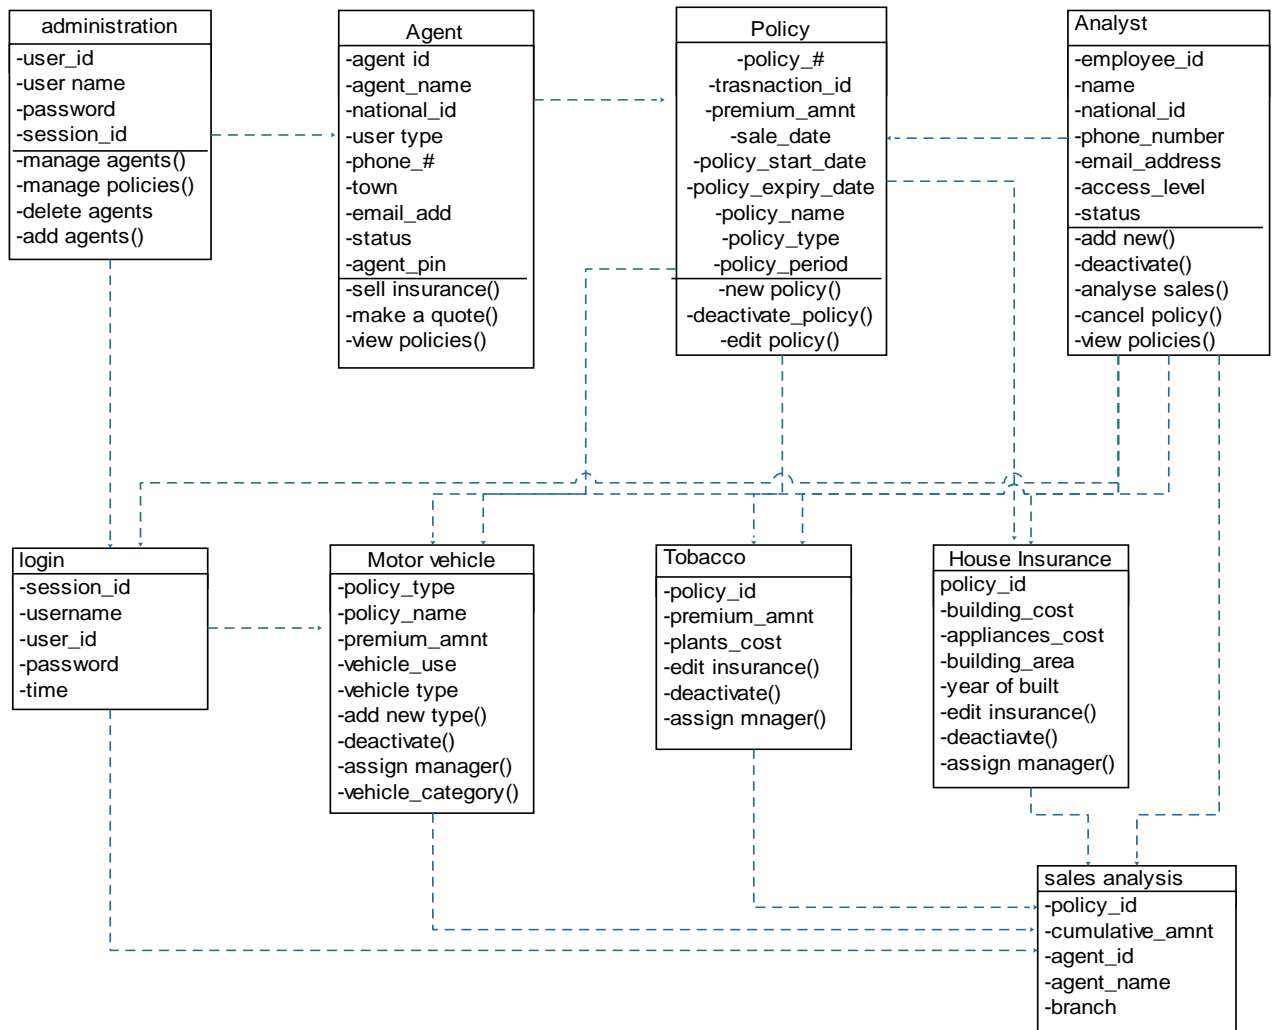 administration
-user_id
-user name
-password
-session_id
-manage agents()
-manage policies()
-delete agents
-add agents()
Agent
-agent id
-agent_name
-national_id
-user type
-phone_#
-town
-email_add
-status
-agent_pin
-sell insurance()
-make a quote()
-view policies()
Policy
-policy_#
-trasnaction_id
-premium_amnt
-sale_date
-policy_start_date
-policy_expiry_date
-policy_name
-policy_type
-policy_period
-new policy()
-deactivate_policy()
-edit policy()
Analyst
-employee_id
-name
-national_id
-phone_number
-email_address
-access_level
-status
-add new()
-deactivate()
-analyse sales()
-cancel policy()
-view policies()
login
-session_id
-username
-user_id
-password
-time
Motor vehicle
-policy_type
-policy_name
-premium_amnt
-vehicle_use
-vehicle type
-add new type()
-deactivate()
-assign manager()
-vehicle_category()
Tobacco
-policy_id
-premium_amnt
-plants_cost
-edit insurance()
-deactivate()
-assign mnager()
House Insurance
policy_id
-building_cost
-appliances_cost
-building_area
-year of built
-edit insurance()
-deactiavte()
-assign manager()
sales analysis
-policy_id
-cumulative_amnt
-agent_id
-agent_name
-branch